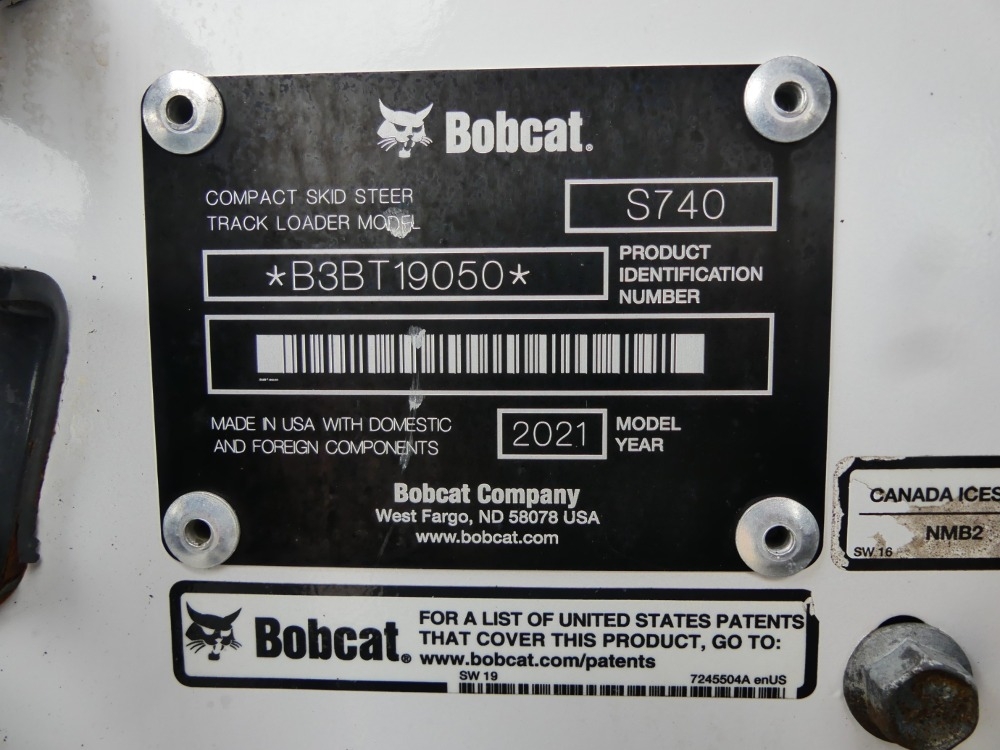 Bobcat®
COMPACT SKID STEER
TRACK LOADER MODEL
S740
*B3BT19050*
PRODUCT
IDENTIFICATION
NUMBER
MADE IN USA WITH DOMESTIC
AND FOREIGN COMPONENTS
2021
MODEL
YEAR
Bobcat Company
West Fargo, ND 58078 USA
www.bobcat.com
CANADA ICES
NMB2
SW 16
Bobcat®
FOR A LIST OF UNITED STATES PATENTS
THAT COVER THIS PRODUCT, GO TO:
www.bobcat.com/patents
SW 19
7245504A enUS